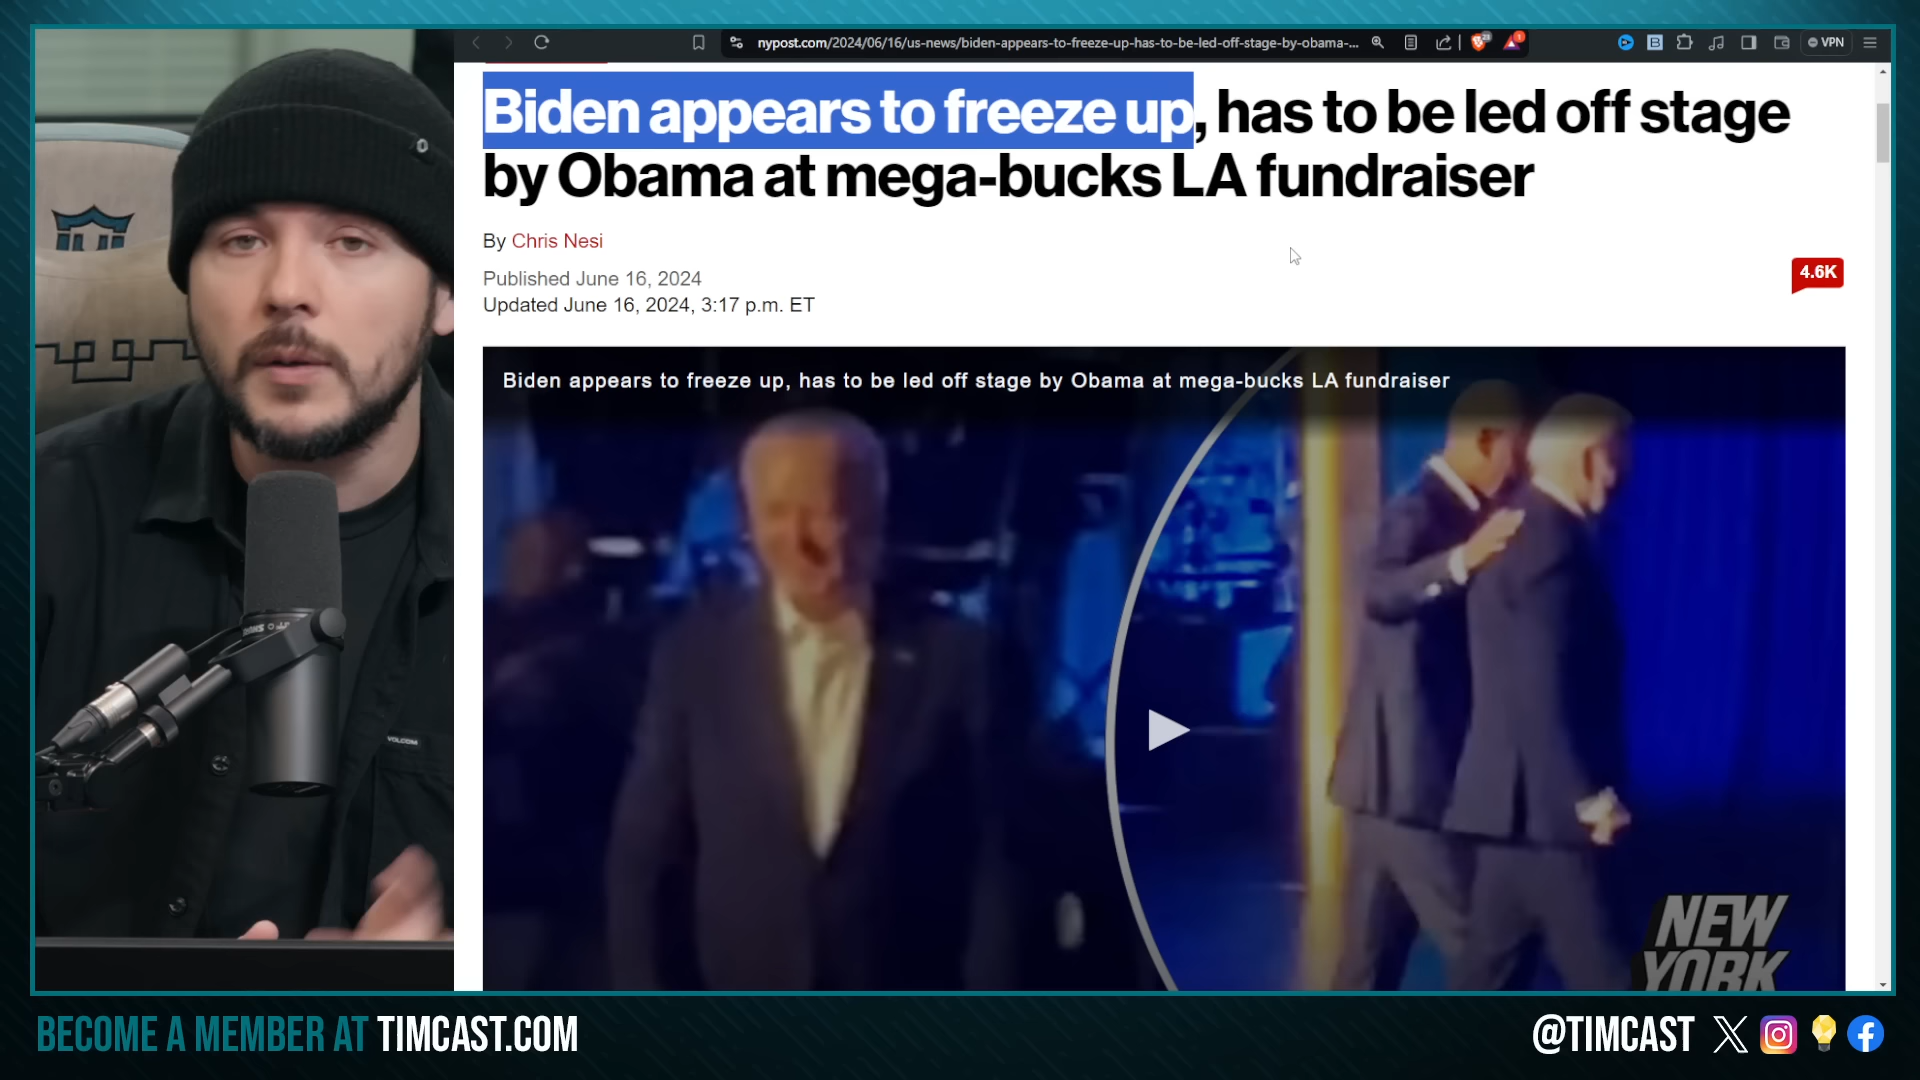 nypost.com/2024/06/16/us-news/biden-appears-to-freeze-up-has-to-be-led-off-stage-by-obama-...
VPN
Biden appears to freeze up, has to be led off stage
by Obama at mega-bucks LA fundraiser
By Chris Nesi
Published June 16, 2024
Updated June 16, 2024, 3:17 p.m. ET
4.6K
Biden appears to freeze up, has to be led off stage by Obama at mega-bucks LA fundraiser
VOLCOM
NEW
YORK
BECOME A MEMBER AT TIMCAST.COM
@TIMCAST